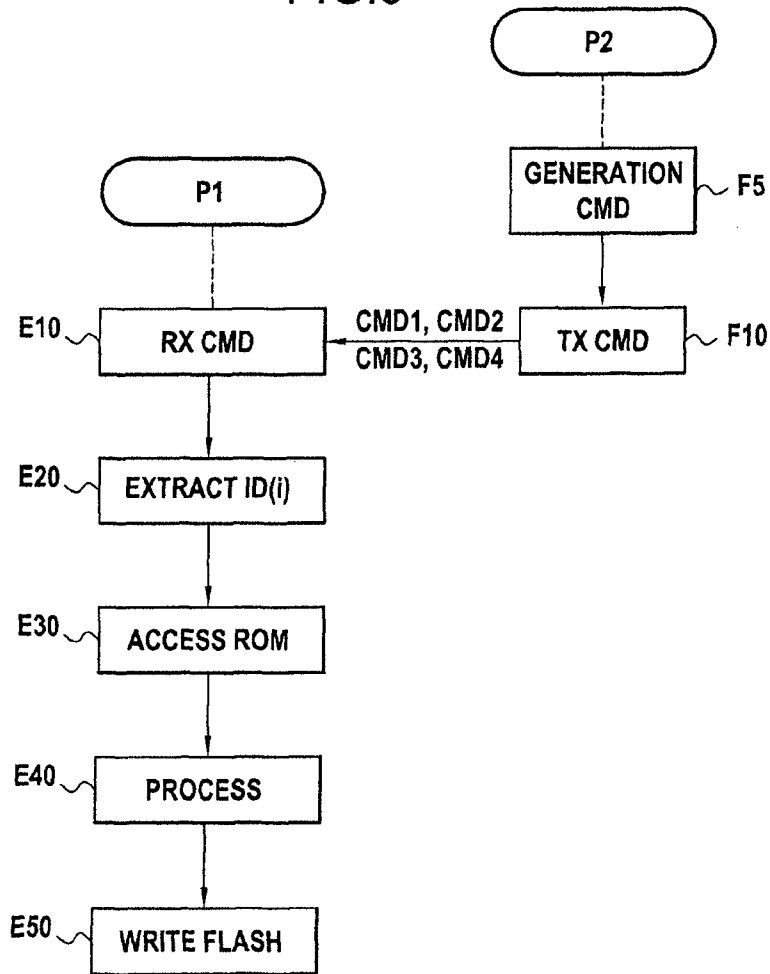 P2
GENERATION
CMD
F5
P1
E10
RX CMD
CMD1, CMD2
CMD3, CMD4
TX CMD
F10
E20
EXTRACT ID(i)
E30
ACCESS ROM
E40
PROCESS
E50
WRITE FLASH